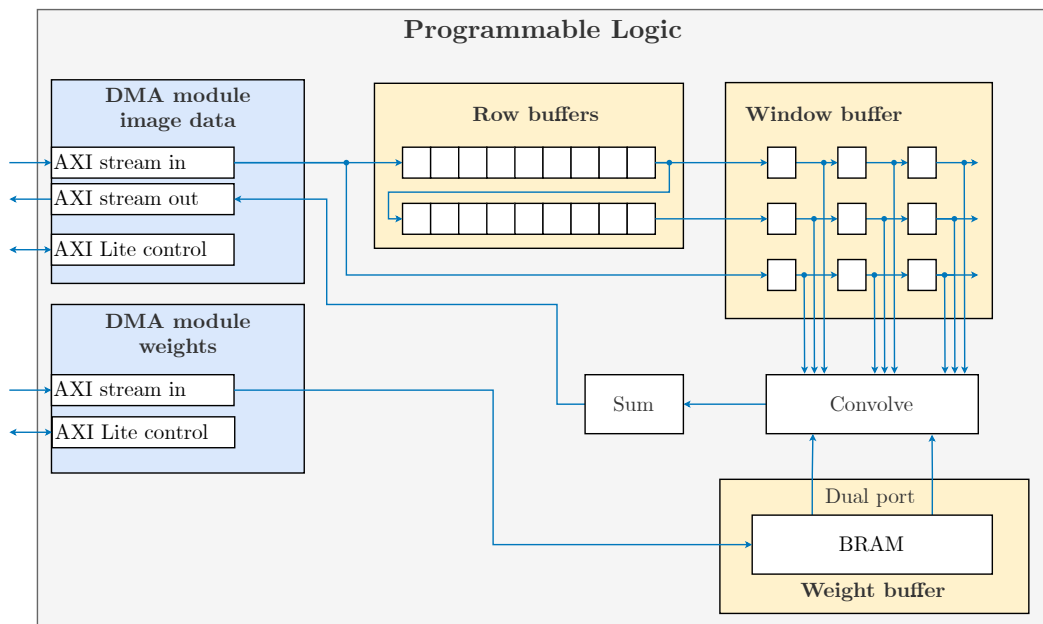 Programmable Logic
DMA module
image data
AXI stream in
AXI stream out
AXI Lite control
Row buffers
Window buffer
DMA module
weights
AXI stream in
AXI Lite control
Sum
Convolve
Dual port
BRAM
Weight buffer